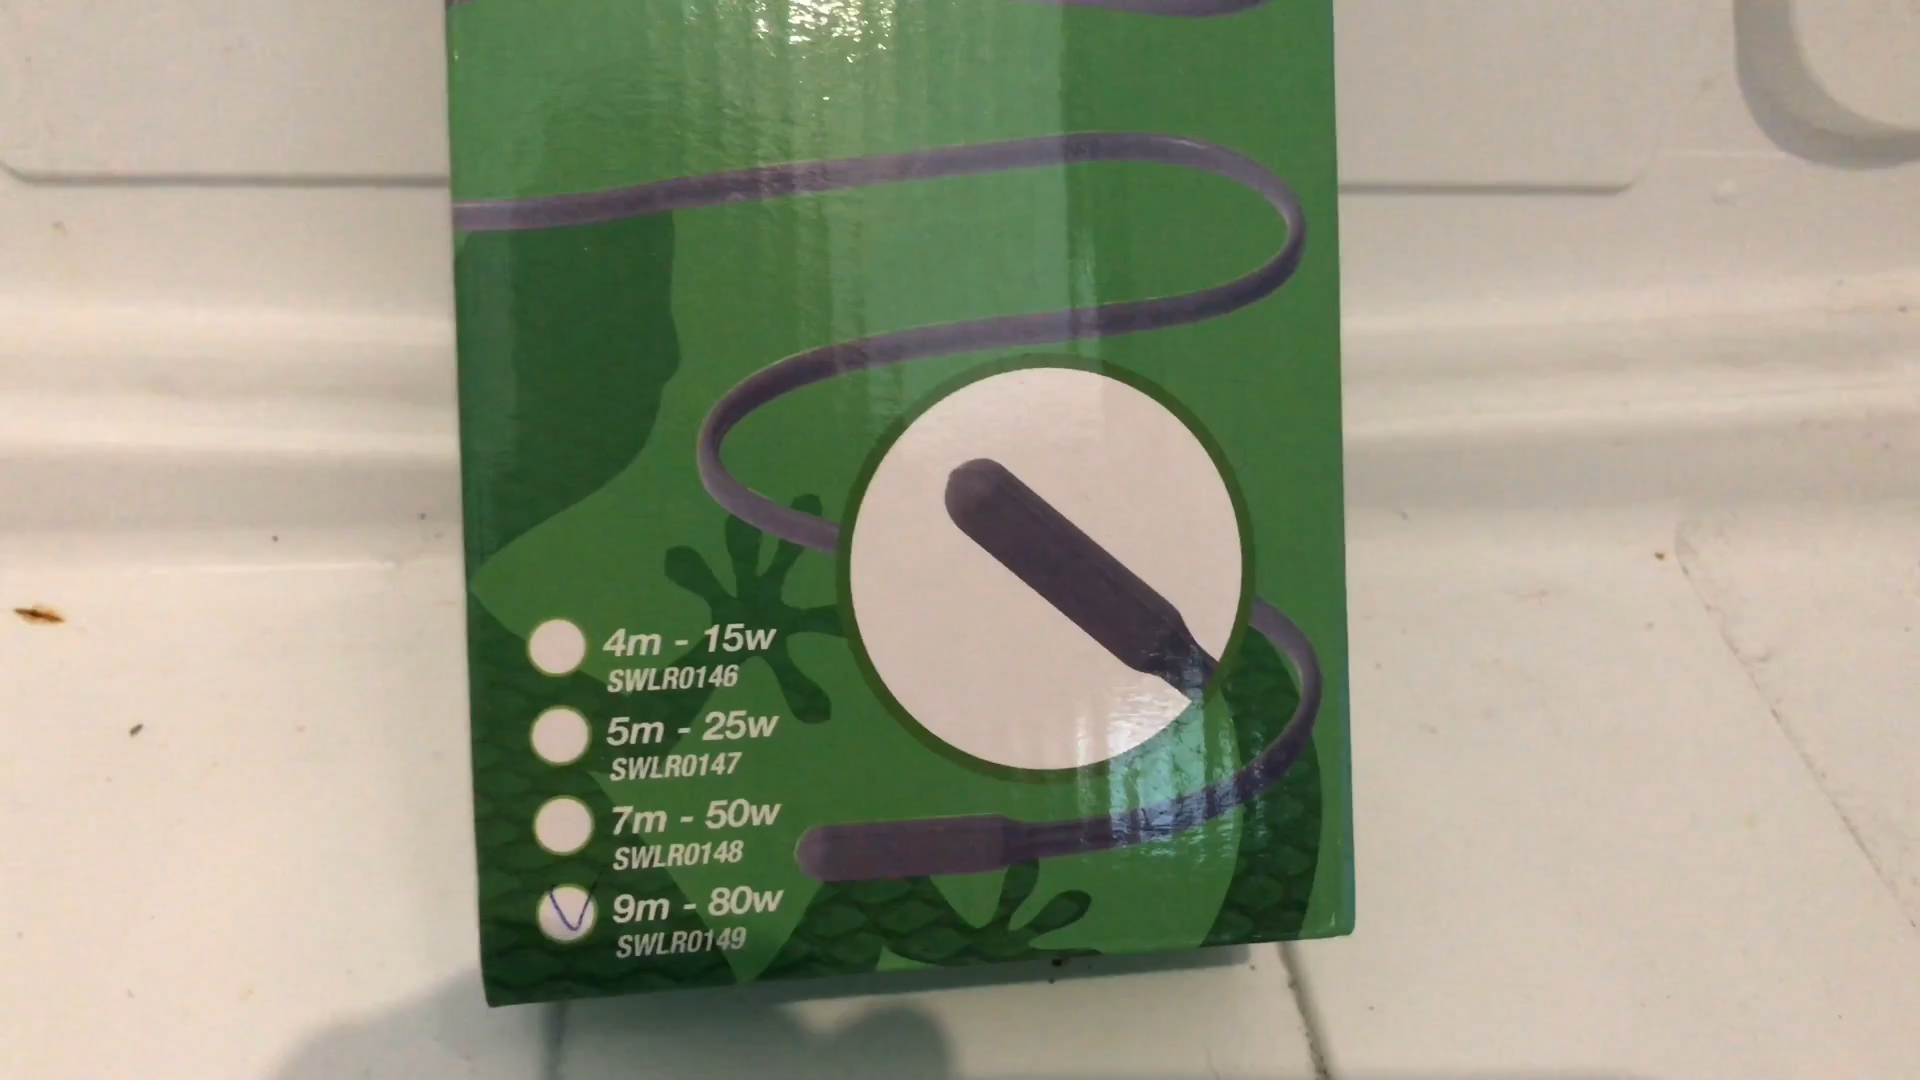 4m - 15w
SWLR0146
5m - 25w
SWLR0147
7m - 50w
SWLR0148
9m - 80w
SWLR0149